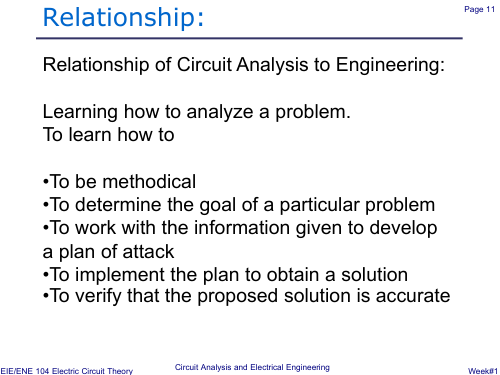 Relationship:
Page 11
Relationship of Circuit Analysis to Engineering:
Learning how to analyze a problem.
To learn how to
•To be methodical
•To determine the goal of a particular problem
•To work with the information given to develop
a plan of attack
•To implement the plan to obtain a solution
•To verify that the proposed solution is accurate
EIE/ENE 104 Electric Circuit Theory
Circuit Analysis and Electrical Engineering
Week#1